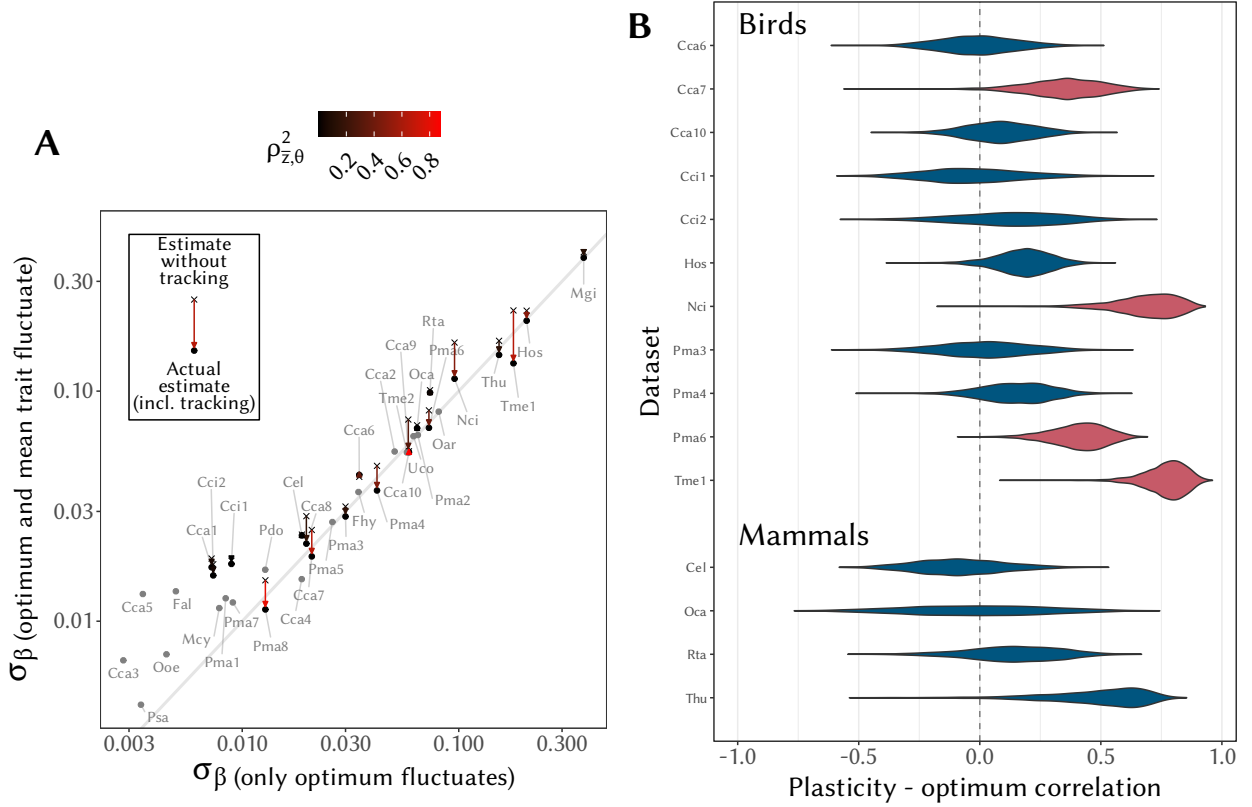 A
ρ²z̅,θ
0.2
0.4
0.6
0.8
σβ (optimum and mean trait fluctuate)
0.30
0.10
0.03
0.01
Estimate
without
tracking
Actual
estimate
(incl. tracking)
Mgi
Rta
Hos
Cca9
Pma6
Cca2
Oca
Thu
Tme1
Tme2
Nci
Oar
Cca6
Uco
Cca10
Pma2
Cci2
Cci1
Cel
Cca8
Cca1
Pdo
Fhy
Pma4
Pma3
Pma5
Cca5
Fal
Cca7
Cca4
Mcy
Pma7
Pma8
Pma1
Cca3
Ooe
Psa
0.003
0.010
0.030
0.100
0.300
σβ (only optimum fluctuates)
B
Birds
Dataset
Cca6
Cca7
Cca10
Cci1
Cci2
Hos
Nci
Pma3
Pma4
Pma6
Tme1
Mammals
Cel
Oca
Rta
Thu
-1.0
-0.5
0.0
0.5
1.0
Plasticity - optimum correlation